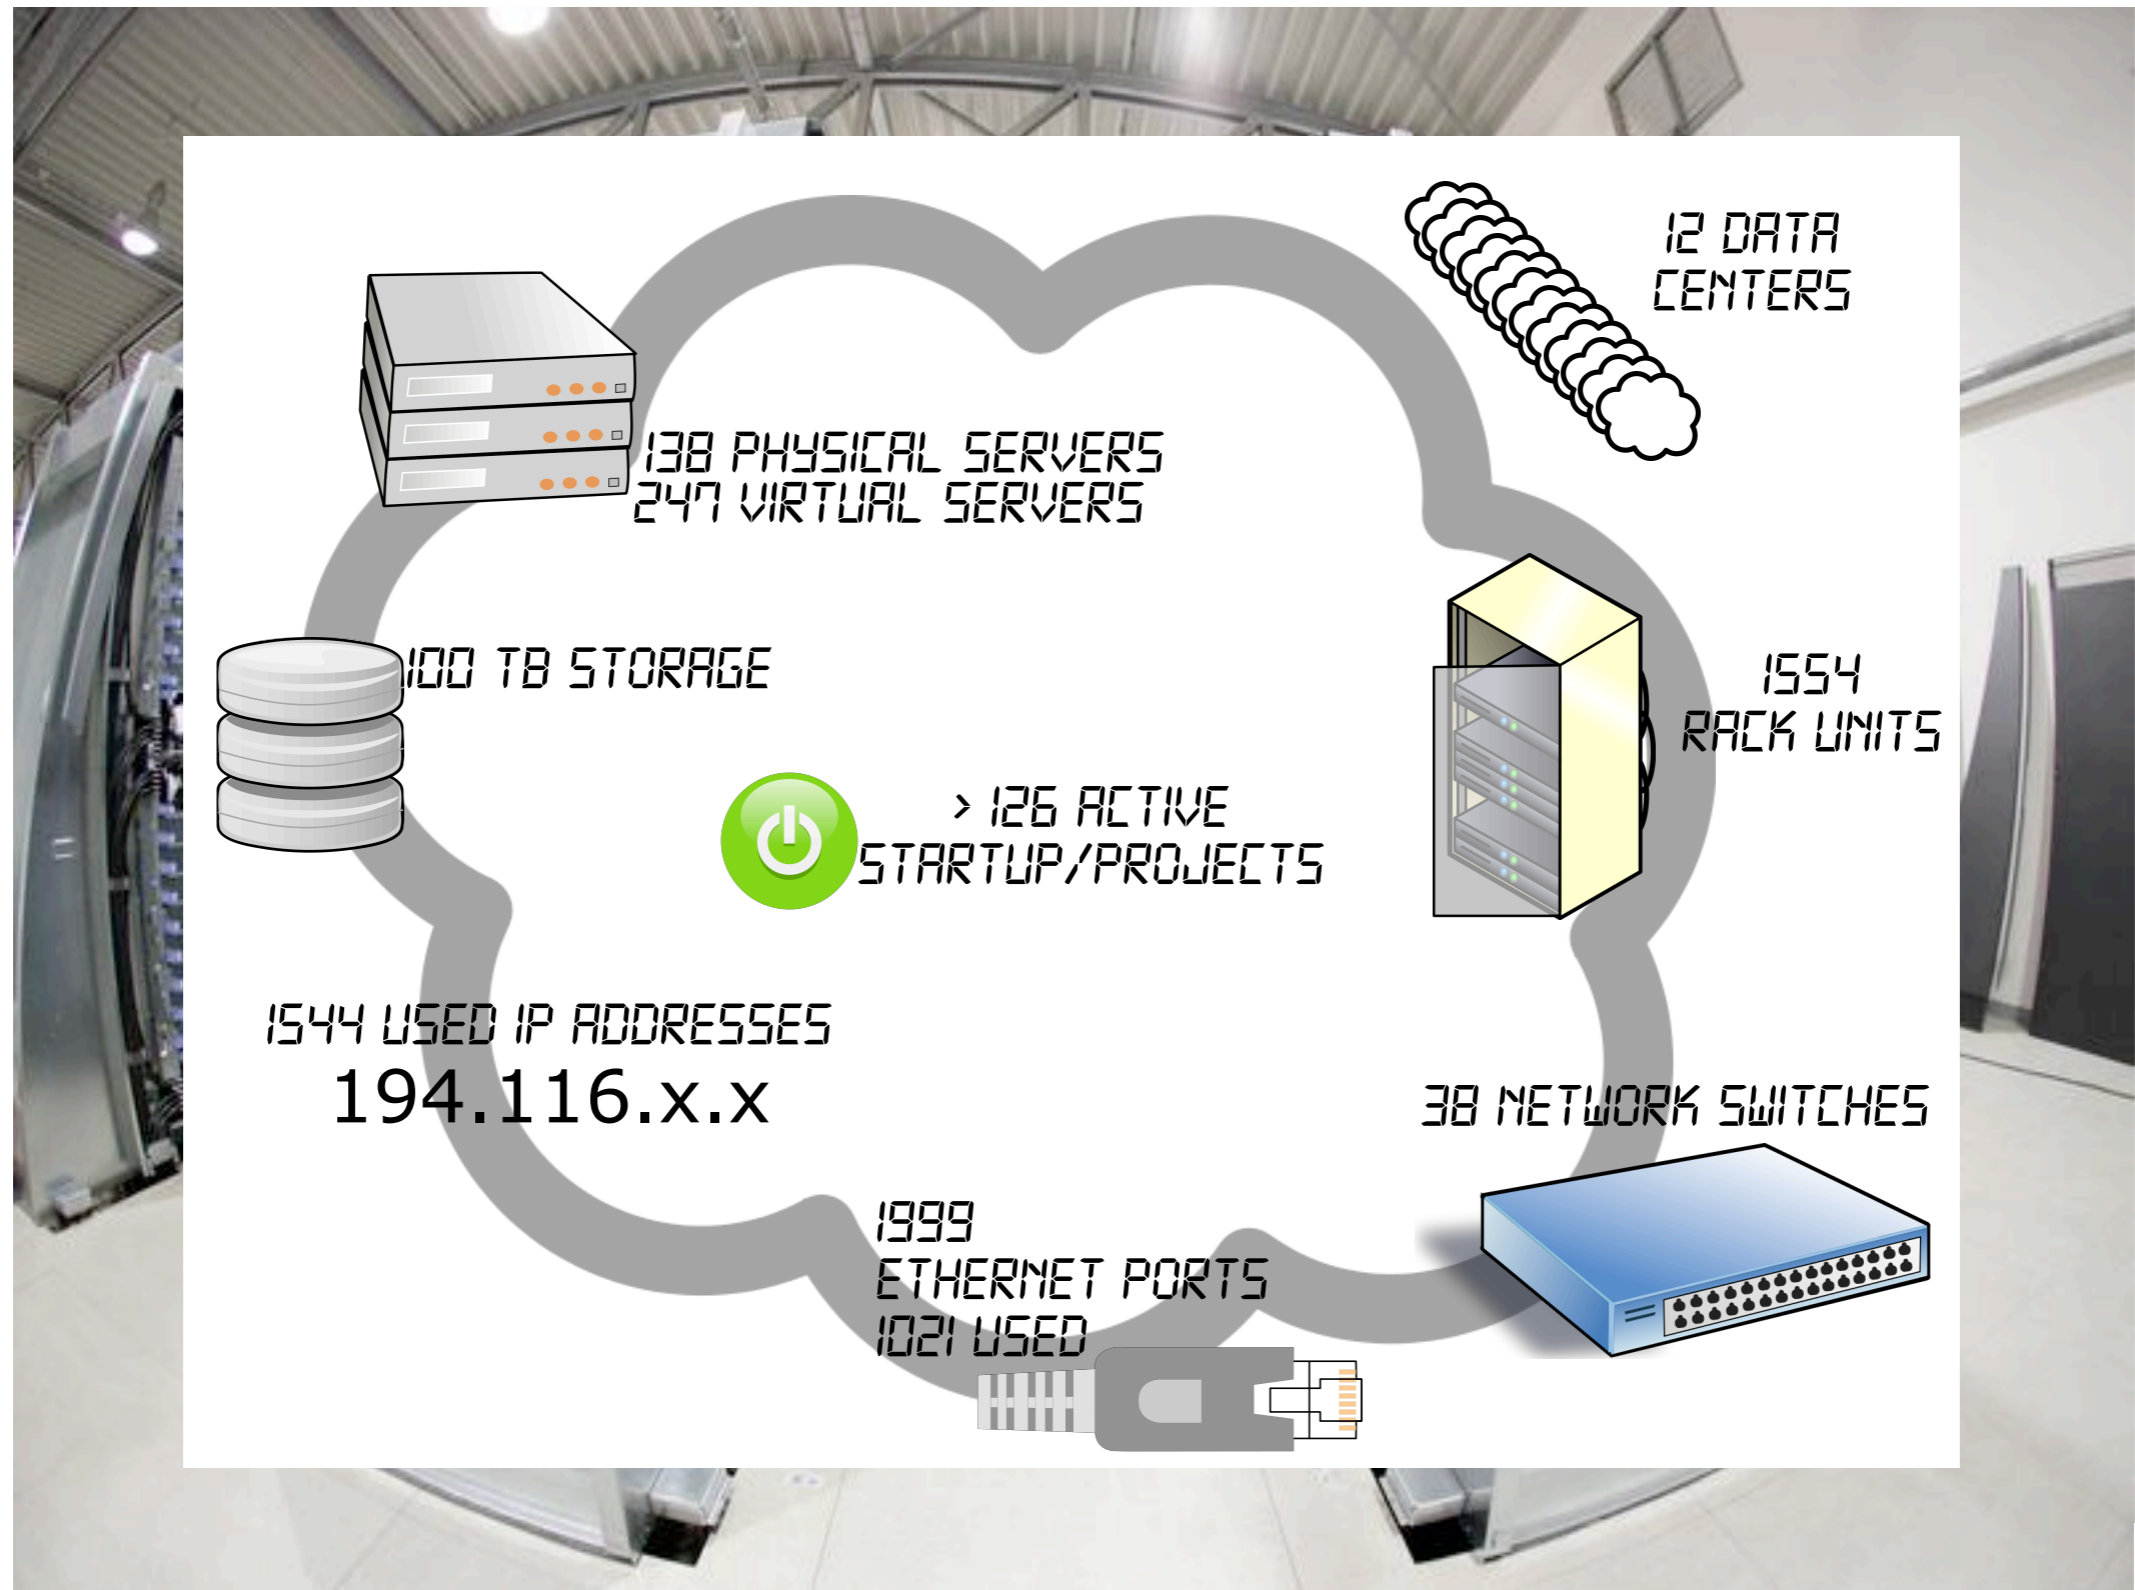 12 DATA
CENTERS
138 PHYSICAL SERVERS
247 VIRTUAL SERVERS
100 TB STORAGE
1554
RACK UNITS
> 126 ACTIVE
STARTUP/PROJECTS
1544 USED IP ADDRESSES
194.116.x.x
38 NETWORK SWITCHES
1999
ETHERNET PORTS
1021 USED